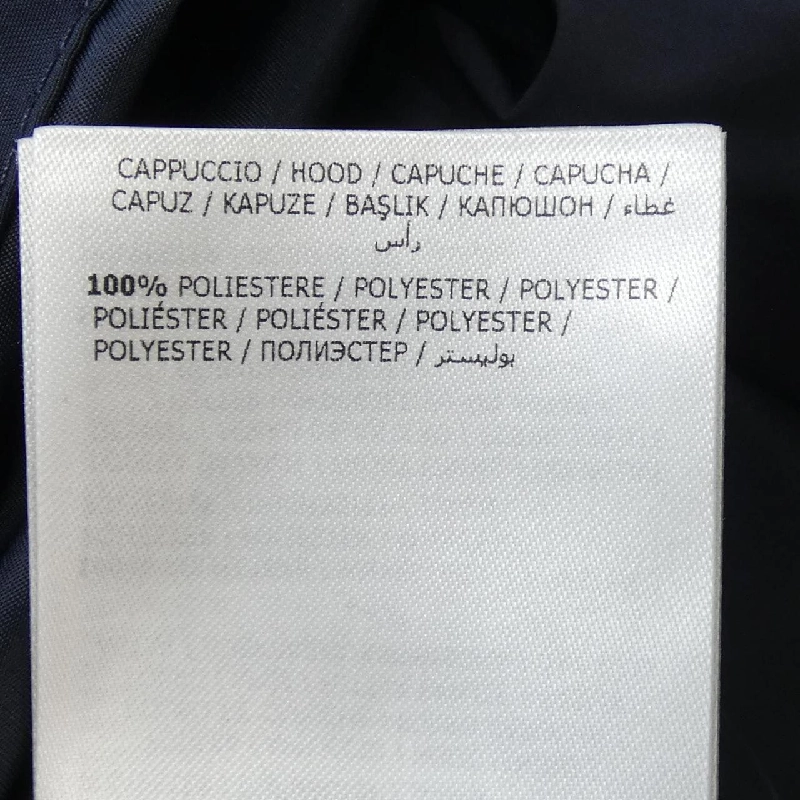 CAPPUCCIO / HOOD / CAPUCHE / CAPUCHA /
CAPUZ / KAPUZE / BAŞLIK / КАПЮШОН / غطاء
رأس
100% POLIESTERE / POLYESTER / POLYESTER /
POLIÉSTER / POLIÉSTER / POLYESTER /
POLYESTER / ПОЛИЭСТЕР / بوليستر